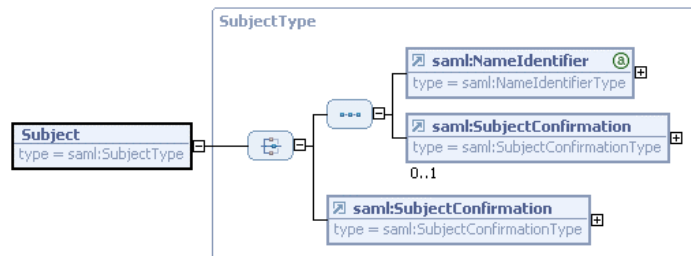 SubjectType
saml:NameIdentifier a
type = saml:NameIdentifierType
saml:SubjectConfirmation
type = saml:SubjectConfirmationType
0..1
Subject
type = saml:SubjectType
saml:SubjectConfirmation
type = saml:SubjectConfirmationType